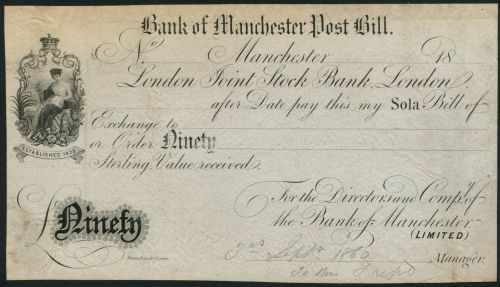 Bank of Manchester Post Bill.
No. Manchester 18
London Joint Stock Bank, London
after Date pay this my Sola Bill of
Exchange to
or Order Ninety
Sterling, Value received.
ESTABLISHED
For the Directors and Compy. of
the Bank of Manchester
(LIMITED)
£Ninety
Manager.
Sept